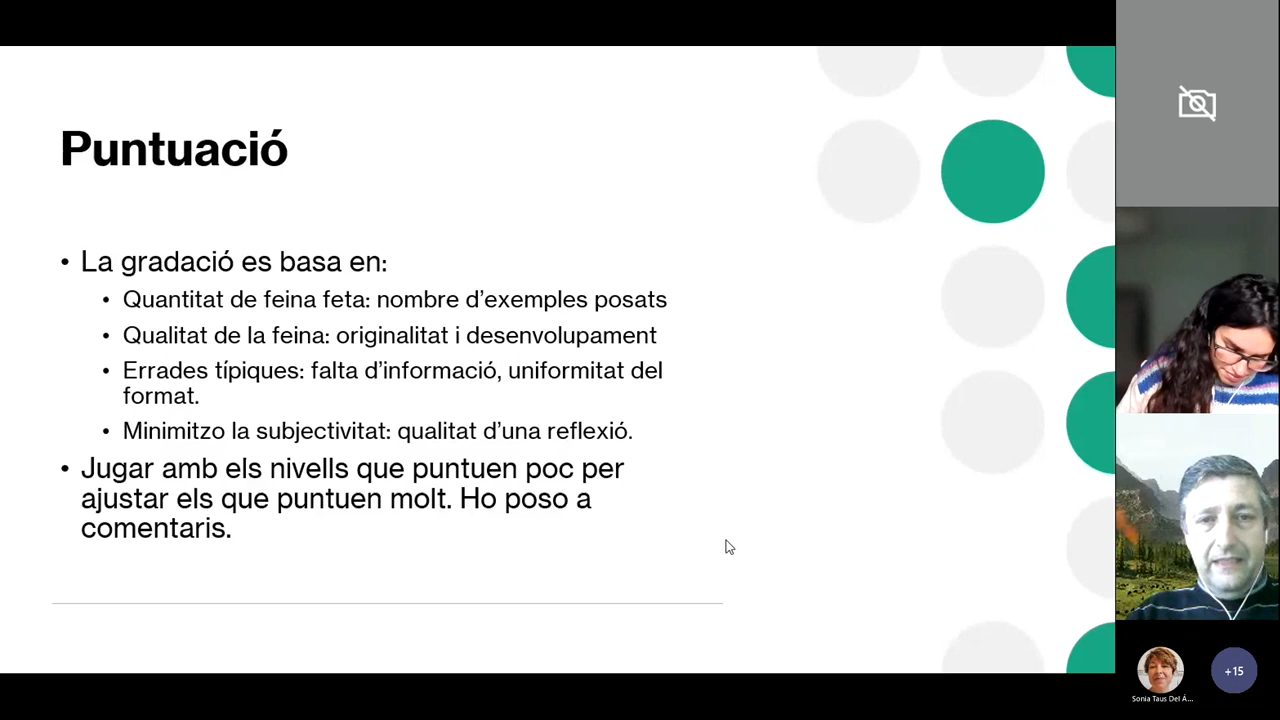 Puntuació
• La gradació es basa en:
• Quantitat de feina feta: nombre d’exemples posats
• Qualitat de la feina: originalitat i desenvolupament
• Errades típiques: falta d’informació, uniformitat del
format.
• Minimitzo la subjectivitat: qualitat d’una reflexió.
• Jugar amb els nivells que puntuen poc per
ajustar els que puntuen molt. Ho poso a
comentaris.
Sonia Taus Del Á...
+15